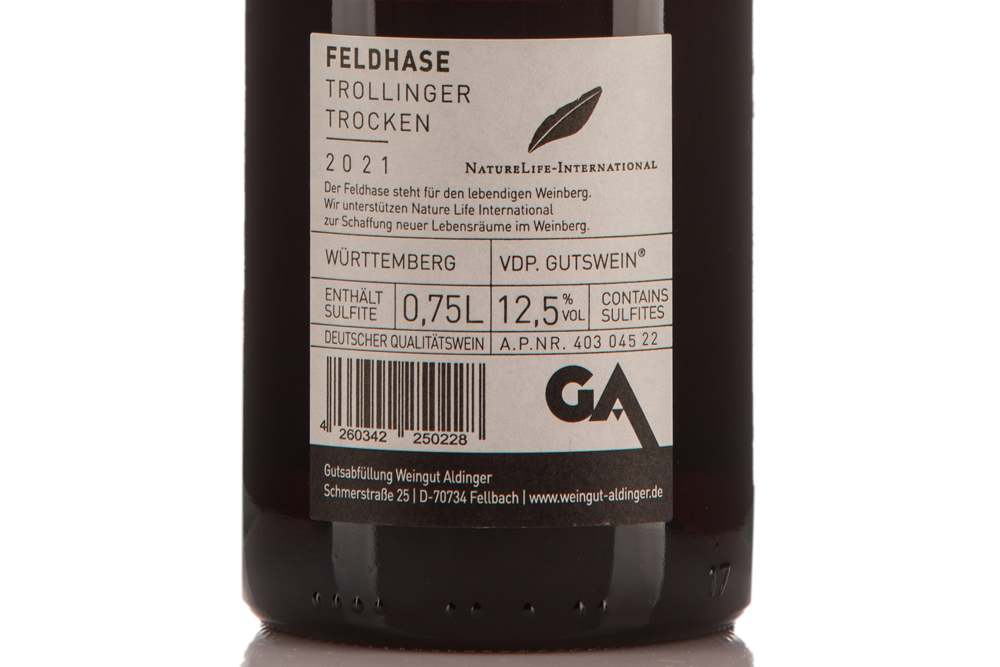 FELDHASE
TROLLINGER
TROCKEN
2021
NATURELIFE-INTERNATIONAL
Der Feldhase steht für den lebendigen Weinberg.
Wir unterstützen Nature Life International
zur Schaffung neuer Lebensräume im Weinberg.
WÜRTTEMBERG
VDP. GUTSWEIN®
ENTHÄLT
SULFITE
0,75L
12,5 % VOL
CONTAINS
SULFITES
DEUTSCHER QUALITÄTSWEIN
A.P.NR. 403 045 22
GA
4 260342 250228
Gutsabfüllung Weingut Aldinger
Schmerstraße 25 | D-70734 Fellbach | www.weingut-aldinger.de
17